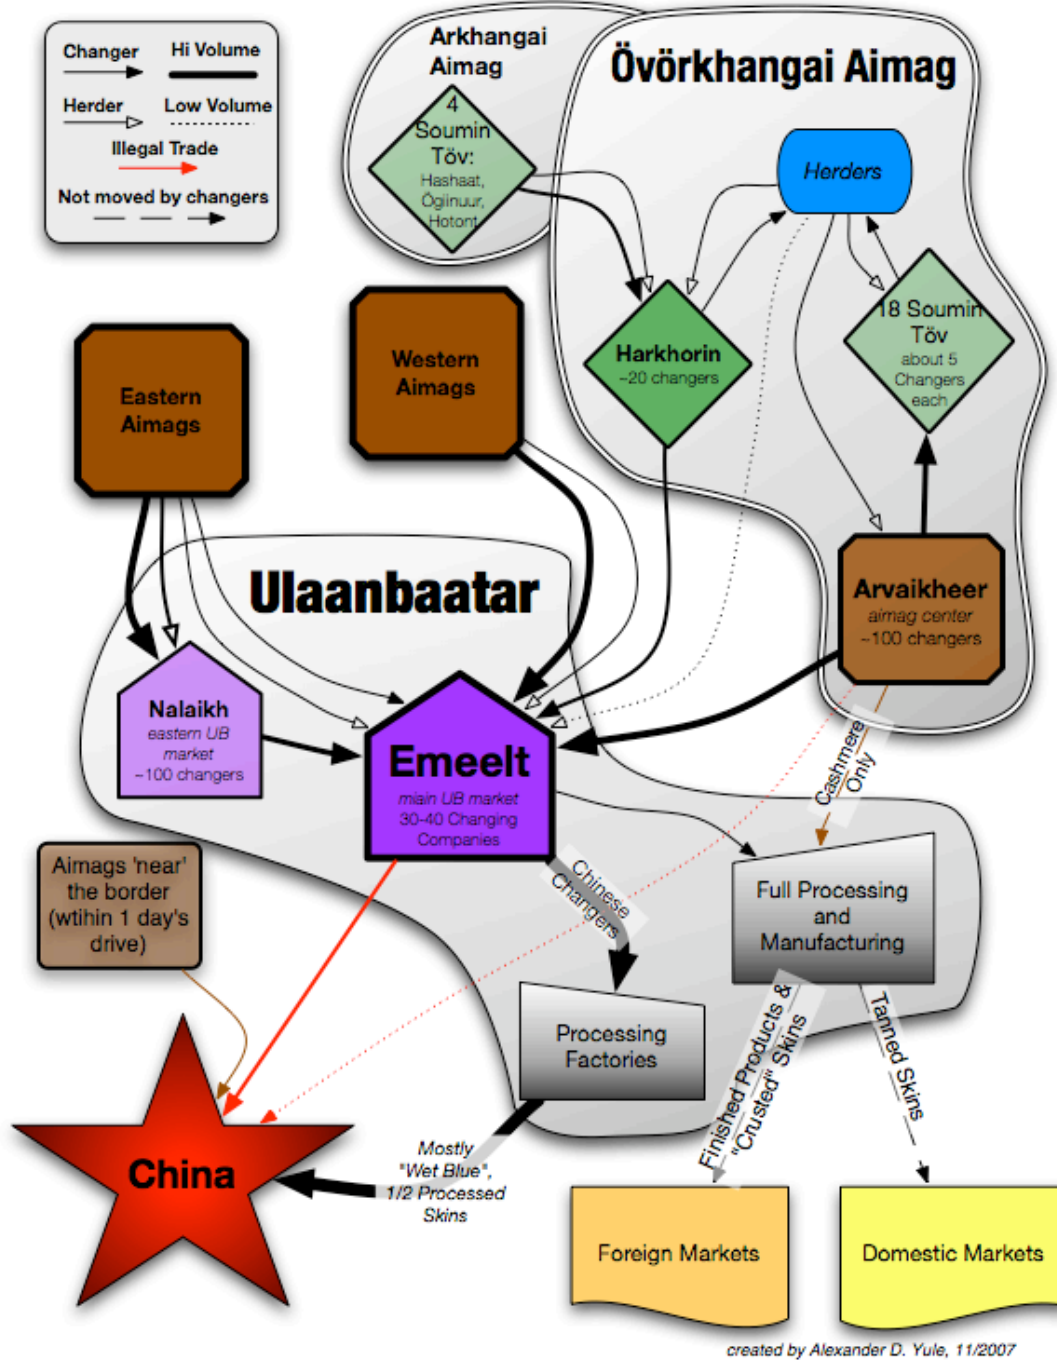 Changer
Hi Volume
Herder
Low Volume
Illegal Trade
Not moved by changers
Arkhangai
Aimag
Övörkhangai Aimag
4
Soumin
Töv:
Hashaat,
Ögiinuur,
Hotont
Herders
Harkhorin
~20 changers
18 Soumin
Töv
about 5
Changers
each
Western
Aimags
Eastern
Aimags
Ulaanbaatar
Arvaikheer
aimag center
~100 changers
Nalaikh
eastern UB
market
~100 changers
Emeelt
miain UB market
30-40 Changing
Companies
Cashmere
Only
Aimags 'near'
the border
(wtihin 1 day's
drive)
Chinese
Changers
Full Processing
and
Manufacturing
Processing
Factories
Finished Products &
"Crusted" Skins
Tanned Skins
China
Mostly
"Wet Blue",
1/2 Processed
Skins
Foreign Markets
Domestic Markets
created by Alexander D. Yule, 11/2007